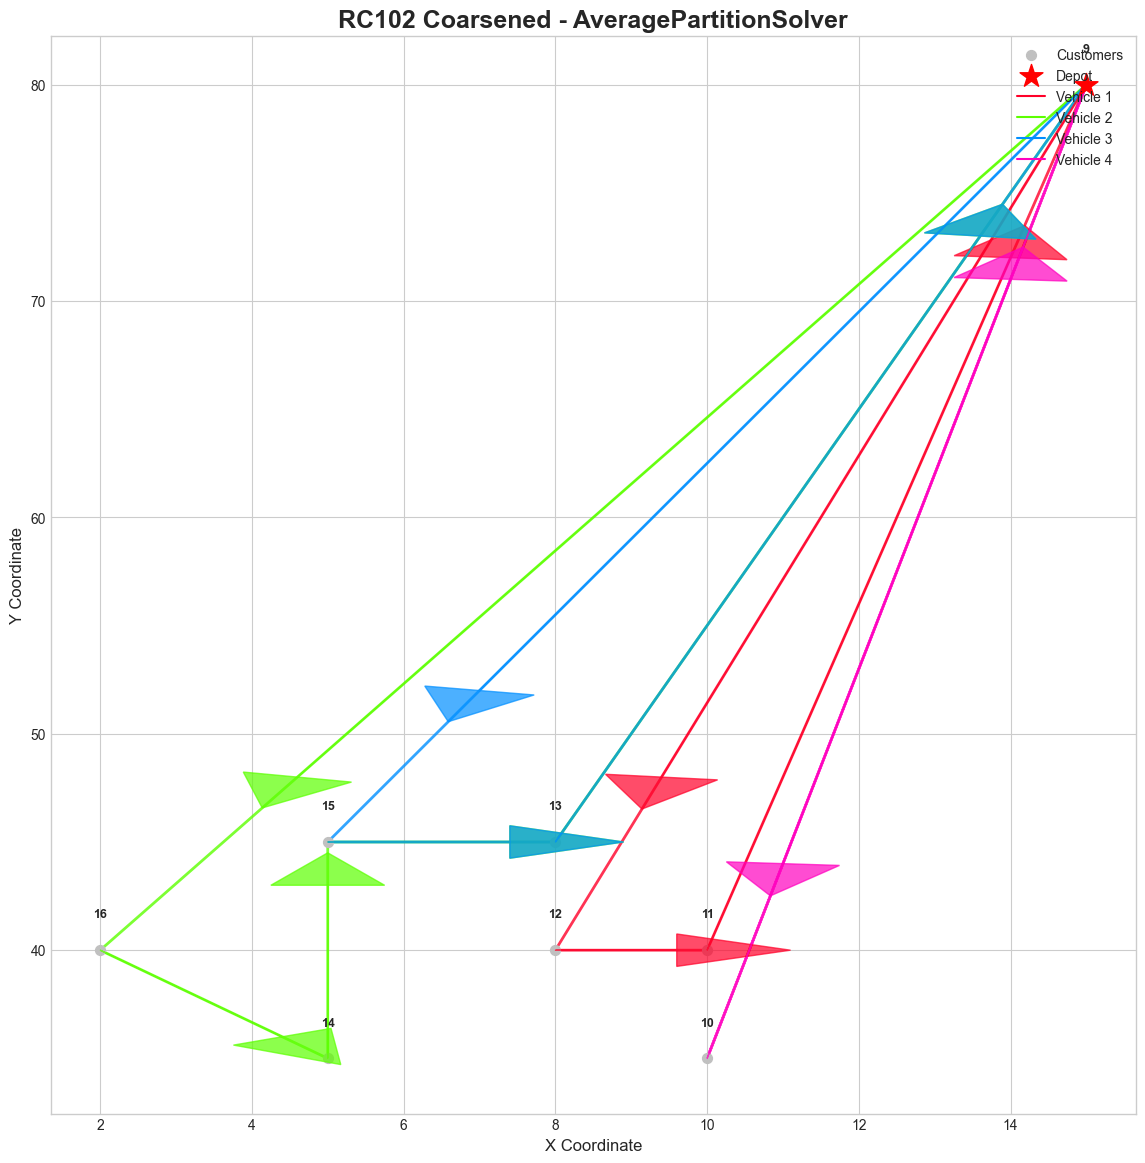 RC102 Coarsened - AveragePartitionSolver
9
Customers
Depot
Vehicle 1
Vehicle 2
Vehicle 3
Vehicle 4
80
70
60
50
40
15
13
16
12
11
14
10
2
4
6
8
10
12
14
X Coordinate
Y Coordinate